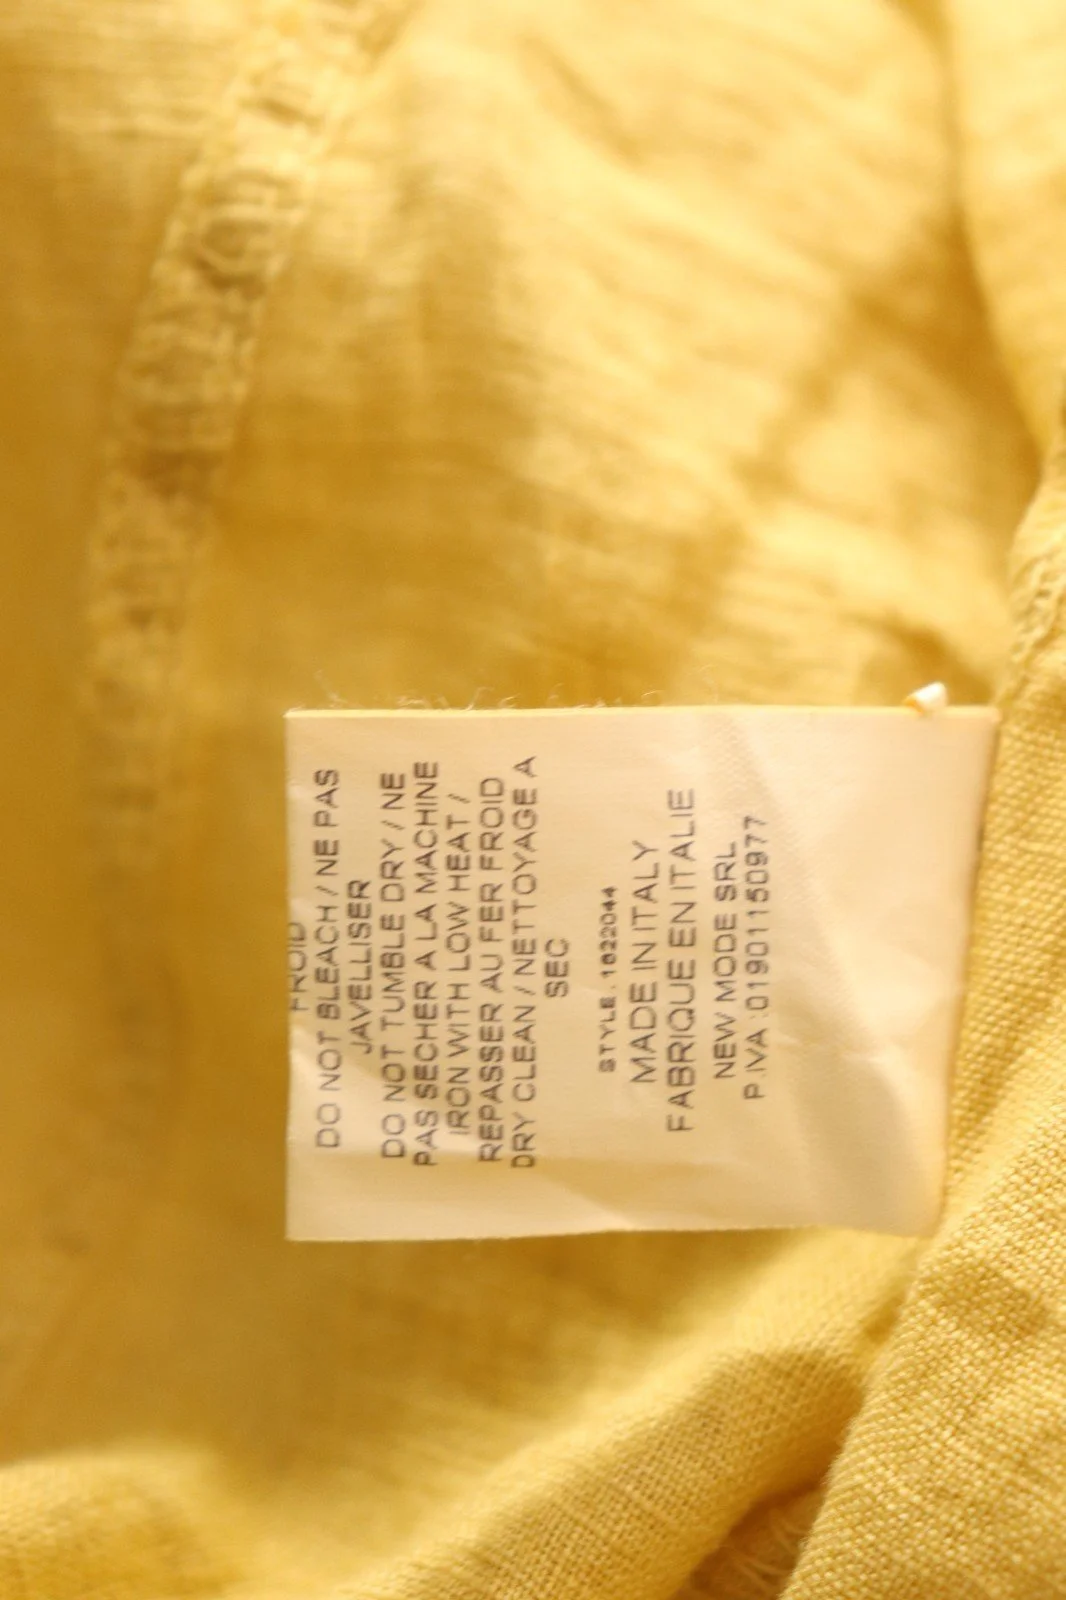 FROID
DO NOT BLEACH / NE PAS
JAVELLISER
DO NOT TUMBLE DRY / NE
PAS SECHER A LA MACHINE
IRON WITH LOW HEAT /
REPASSER AU FER FROID
DRY CLEAN / NETTOYAGE A
SEC
STYLE. 1822044
MADE IN ITALY
FABRIQUE EN ITALIE
NEW MODE SRL
P.IVA :01901150977